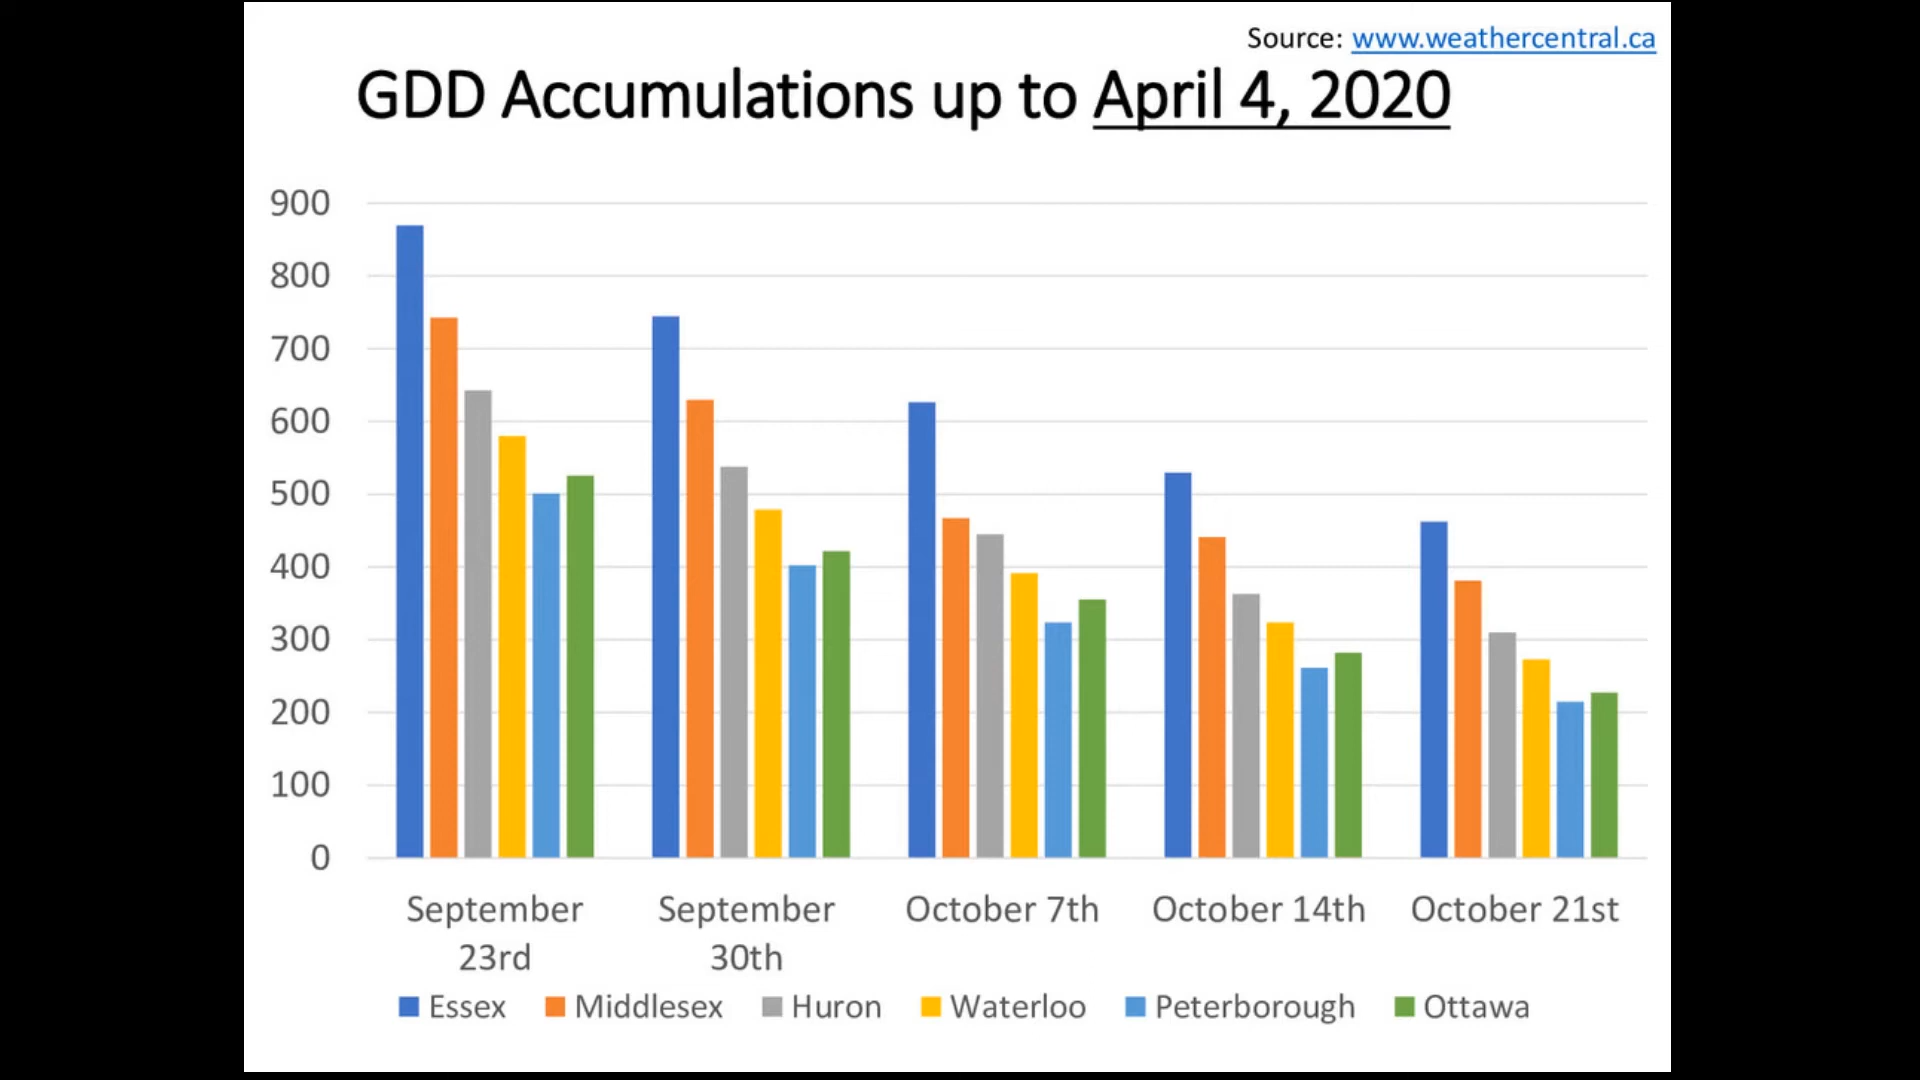 Source: www.weathercentral.ca
GDD Accumulations up to April 4, 2020
900
800
700
600
500
400
300
200
100
0
September
23rd
September
30th
October 7th
October 14th
October 21st
Essex
Middlesex
Huron
Waterloo
Peterborough
Ottawa